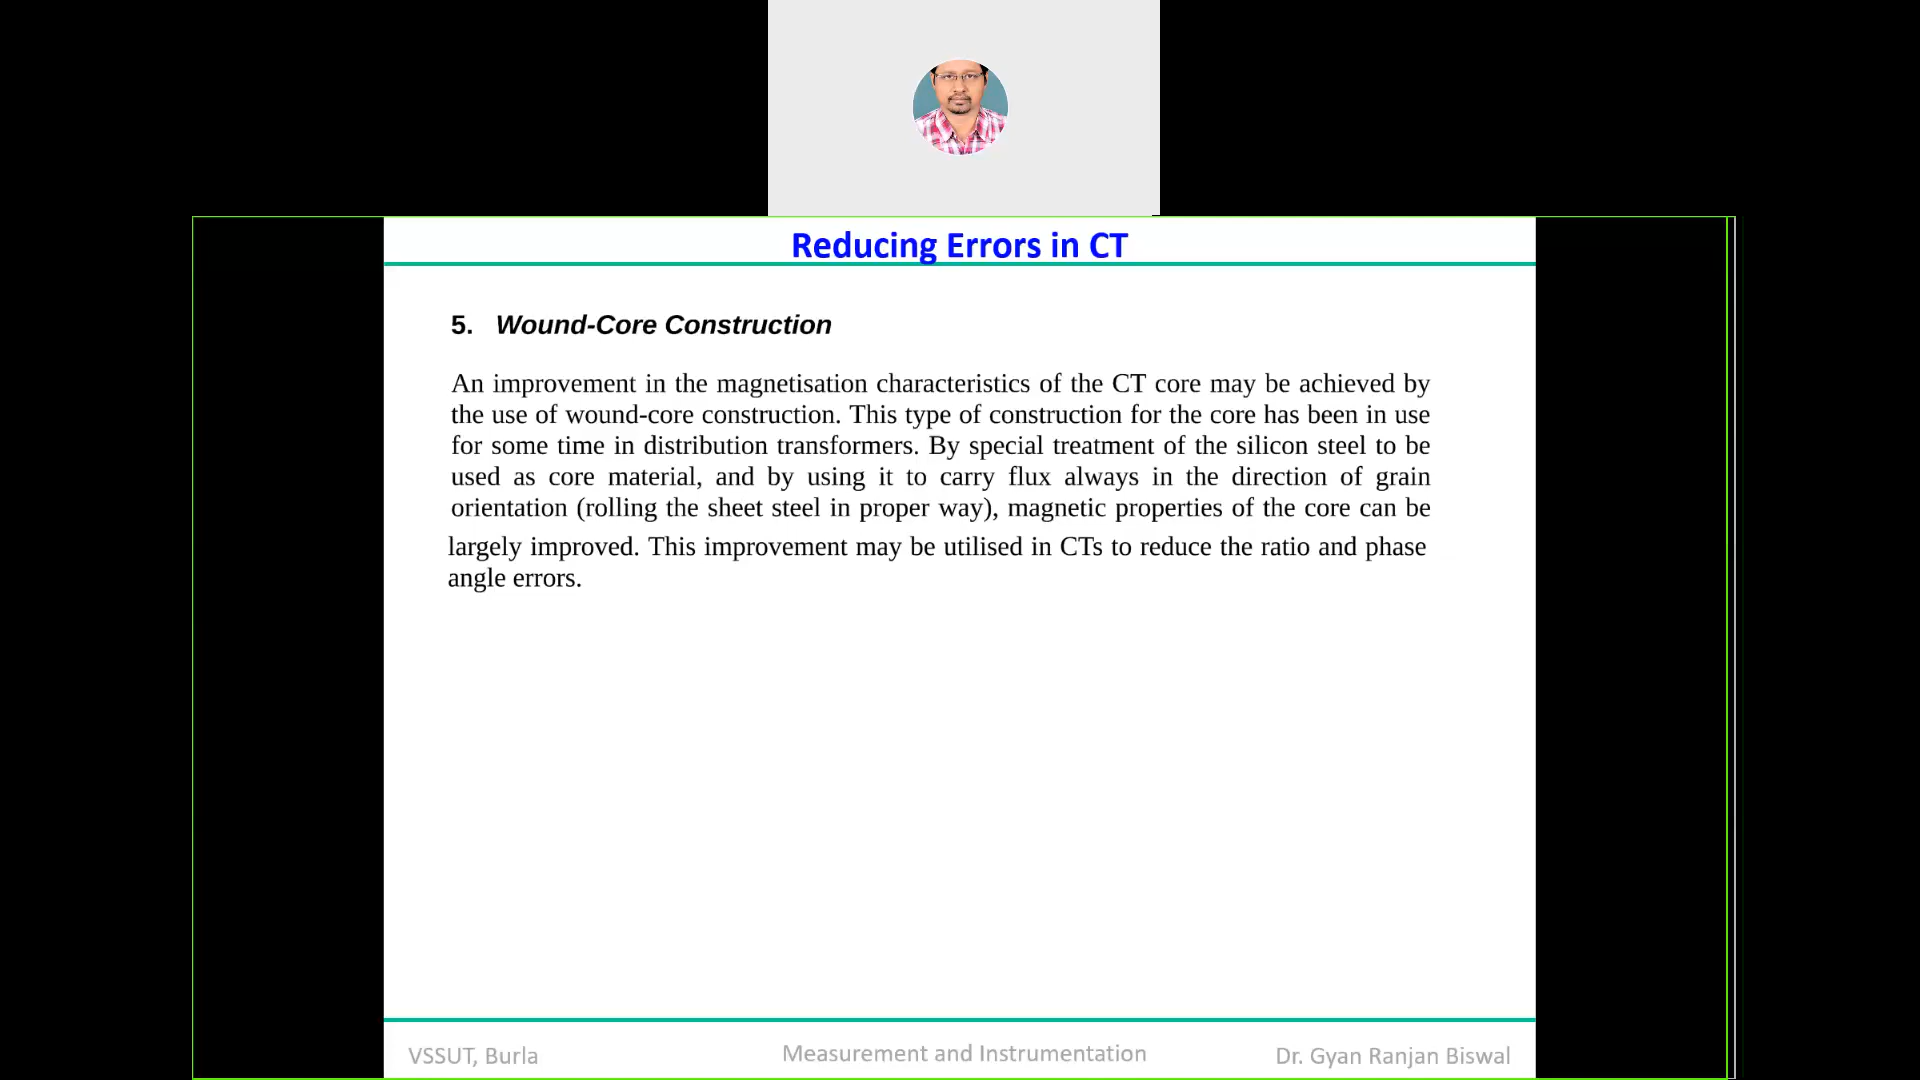 Reducing Errors in CT
5. Wound-Core Construction
An improvement in the magnetisation characteristics of the CT core may be achieved by
the use of wound-core construction. This type of construction for the core has been in use
for some time in distribution transformers. By special treatment of the silicon steel to be
used as core material, and by using it to carry flux always in the direction of grain
orientation (rolling the sheet steel in proper way), magnetic properties of the core can be
largely improved. This improvement may be utilised in CTs to reduce the ratio and phase
angle errors.
VSSUT, Burla
Measurement and Instrumentation
Dr. Gyan Ranjan Biswal